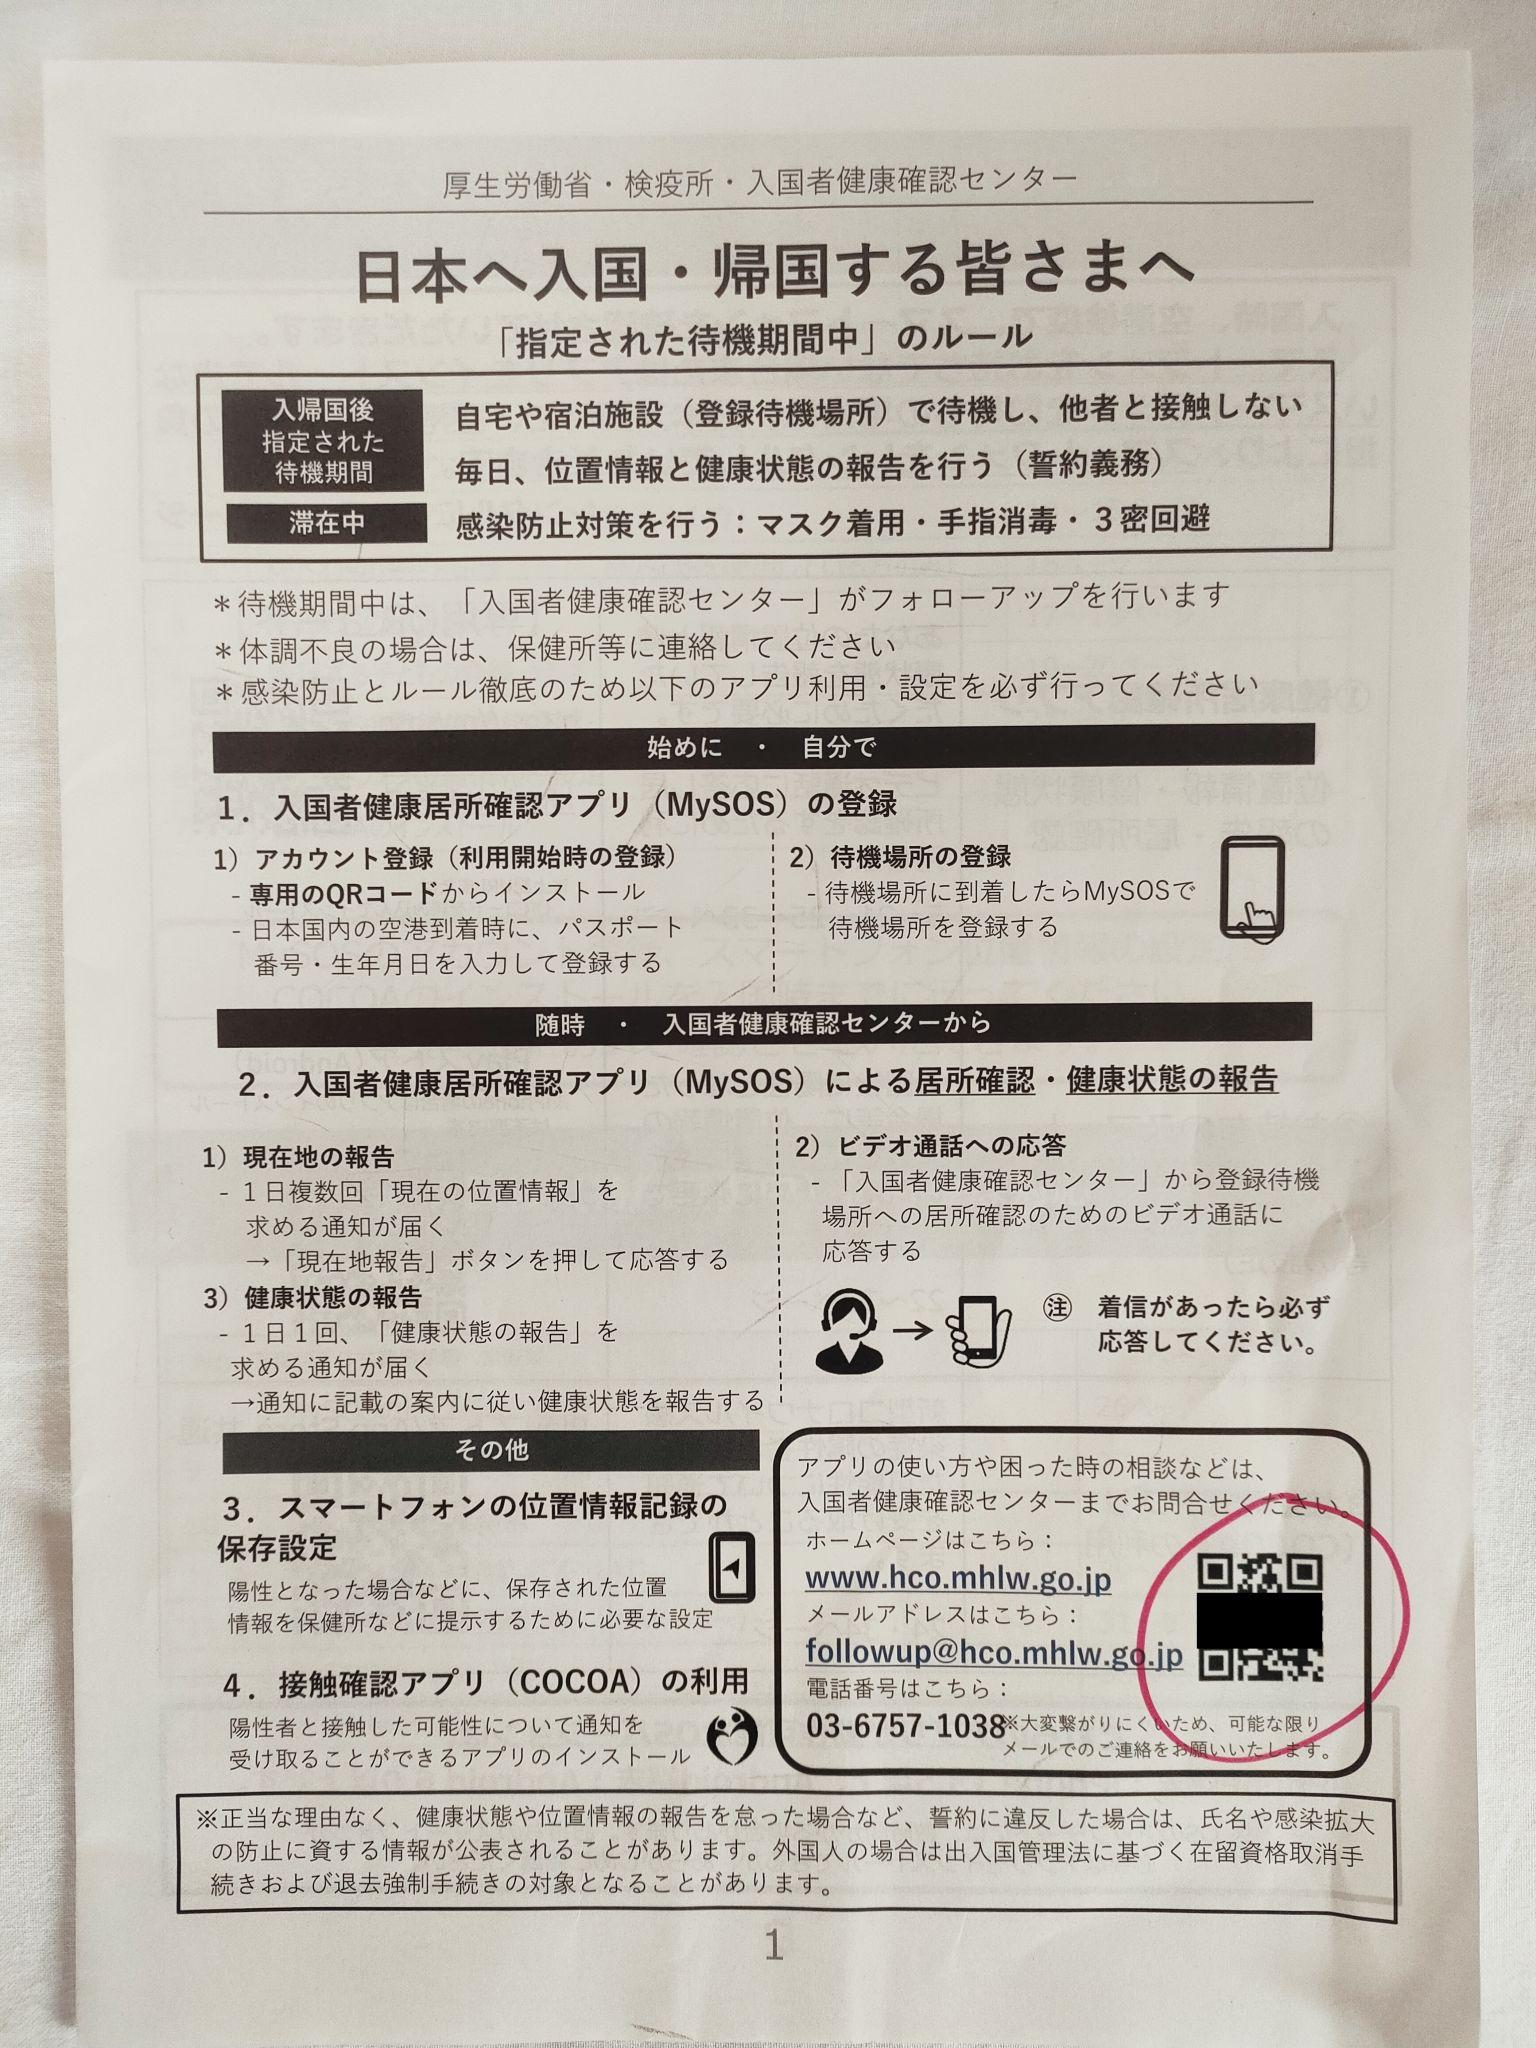 厚生労働省・検疫所・入国者健康確認センター
日本へ入国・帰国する皆さまへ
「指定された待機期間中」のルール
入帰国後
指定された
待機期間
自宅や宿泊施設（登録待機場所）で待機し、他者と接触しない
毎日、位置情報と健康状態の報告を行う（誓約義務）
滞在中
感染防止対策を行う：マスク着用・手指消毒・３密回避
＊待機期間中は、「入国者健康確認センター」がフォローアップを行います
＊体調不良の場合は、保健所等に連絡してください
＊感染防止とルール徹底のため以下のアプリ利用・設定を必ず行ってください
始めに　・　自分で
１．入国者健康居所確認アプリ（MySOS）の登録
1）アカウント登録（利用開始時の登録）
- 専用のQRコードからインストール
- 日本国内の空港到着時に、パスポート
番号・生年月日を入力して登録する
2）待機場所の登録
- 待機場所に到着したらMySOSで
待機場所を登録する
随時　・　入国者健康確認センターから
２．入国者健康居所確認アプリ（MySOS）による居所確認・健康状態の報告
1）現在地の報告
- １日複数回「現在の位置情報」を
求める通知が届く
→「現在地報告」ボタンを押して応答する
3）健康状態の報告
- １日１回、「健康状態の報告」を
求める通知が届く
→通知に記載の案内に従い健康状態を報告する
2）ビデオ通話への応答
- 「入国者健康確認センター」から登録待機
場所への居所確認のためのビデオ通話に
応答する
㊟　着信があったら必ず
応答してください。
その他
３．スマートフォンの位置情報記録の
保存設定
陽性となった場合などに、保存された位置
情報を保健所などに提示するために必要な設定
４．接触確認アプリ（COCOA）の利用
陽性者と接触した可能性について通知を
受け取ることができるアプリのインストール
アプリの使い方や困った時の相談などは、
入国者健康確認センターまでお問合せください。
ホームページはこちら：
www.hco.mhlw.go.jp
メールアドレスはこちら：
followup@hco.mhlw.go.jp
電話番号はこちら：
03-6757-1038※大変繋がりにくいため、可能な限り
メールでのご連絡をお願いいたします。
※正当な理由なく、健康状態や位置情報の報告を怠った場合など、誓約に違反した場合は、氏名や感染拡大
の防止に資する情報が公表されることがあります。外国人の場合は出入国管理法に基づく在留資格取消手
続きおよび退去強制手続きの対象となることがあります。
1